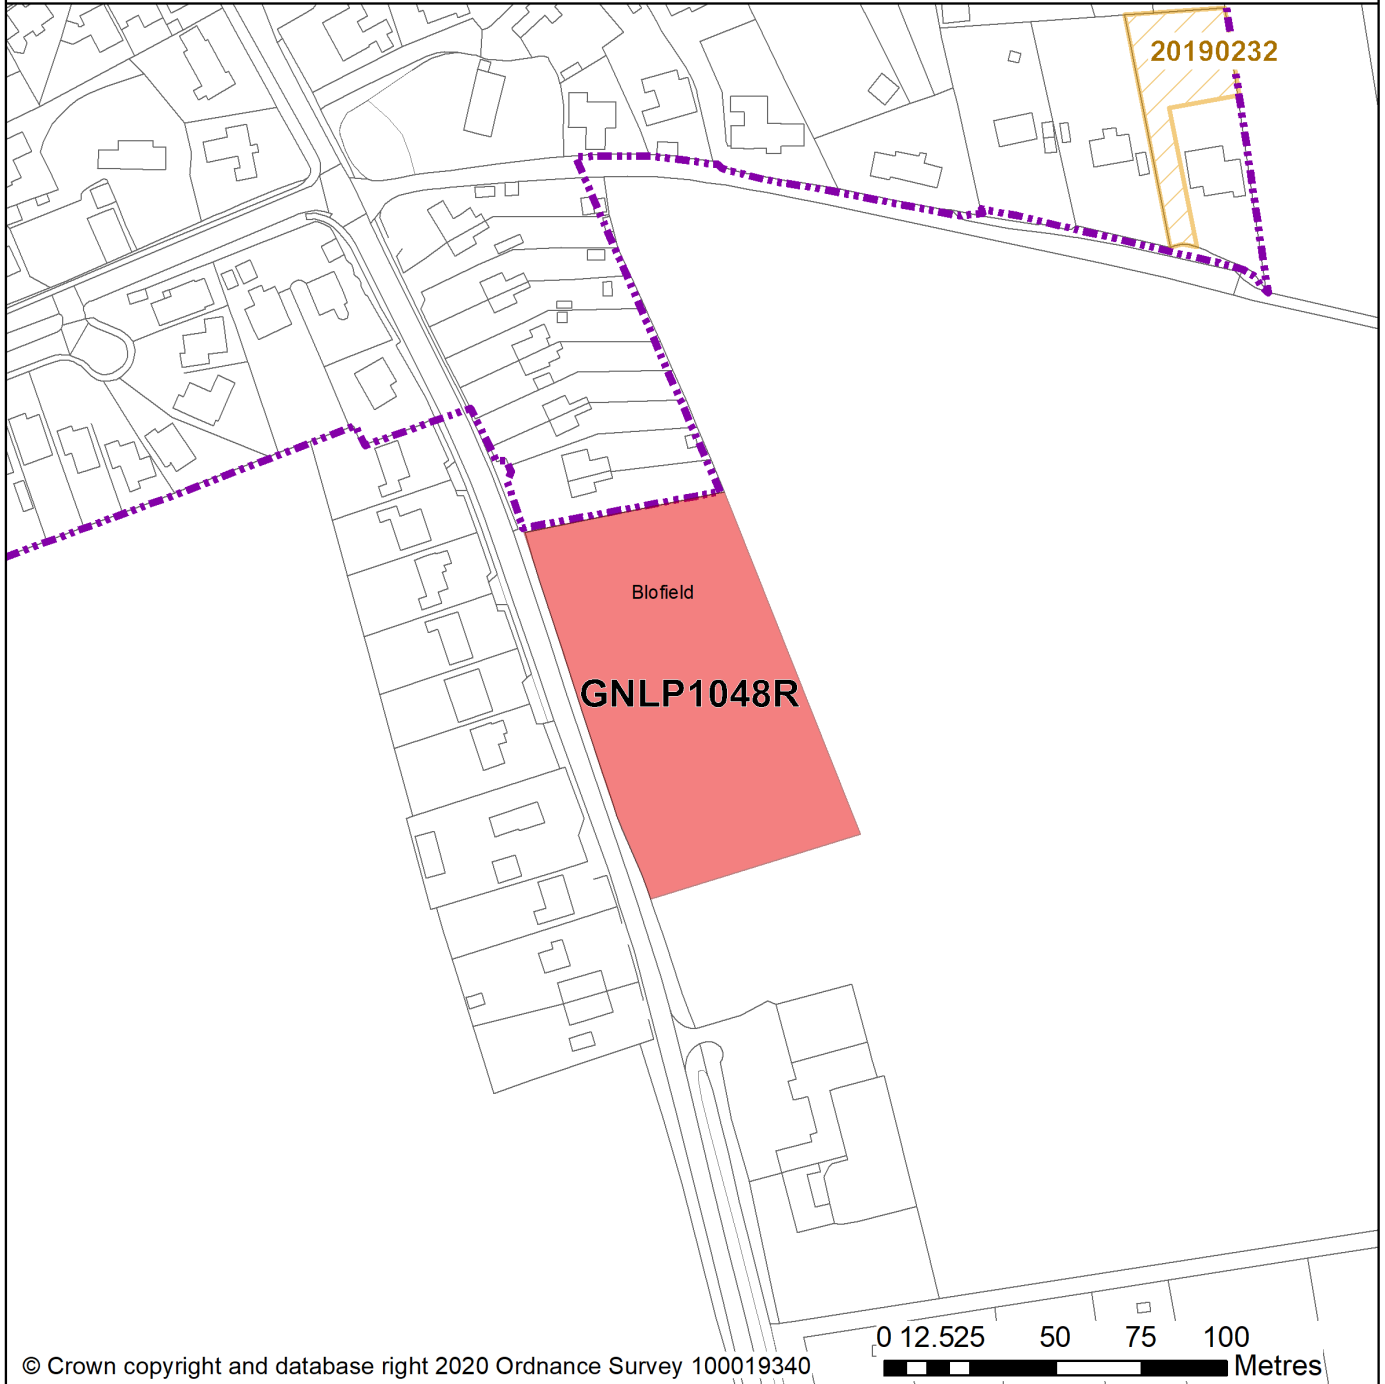 20190232
Blofield
GNLP1048R
0 12.525 50 75 100
Metres
© Crown copyright and database right 2020 Ordnance Survey 100019340